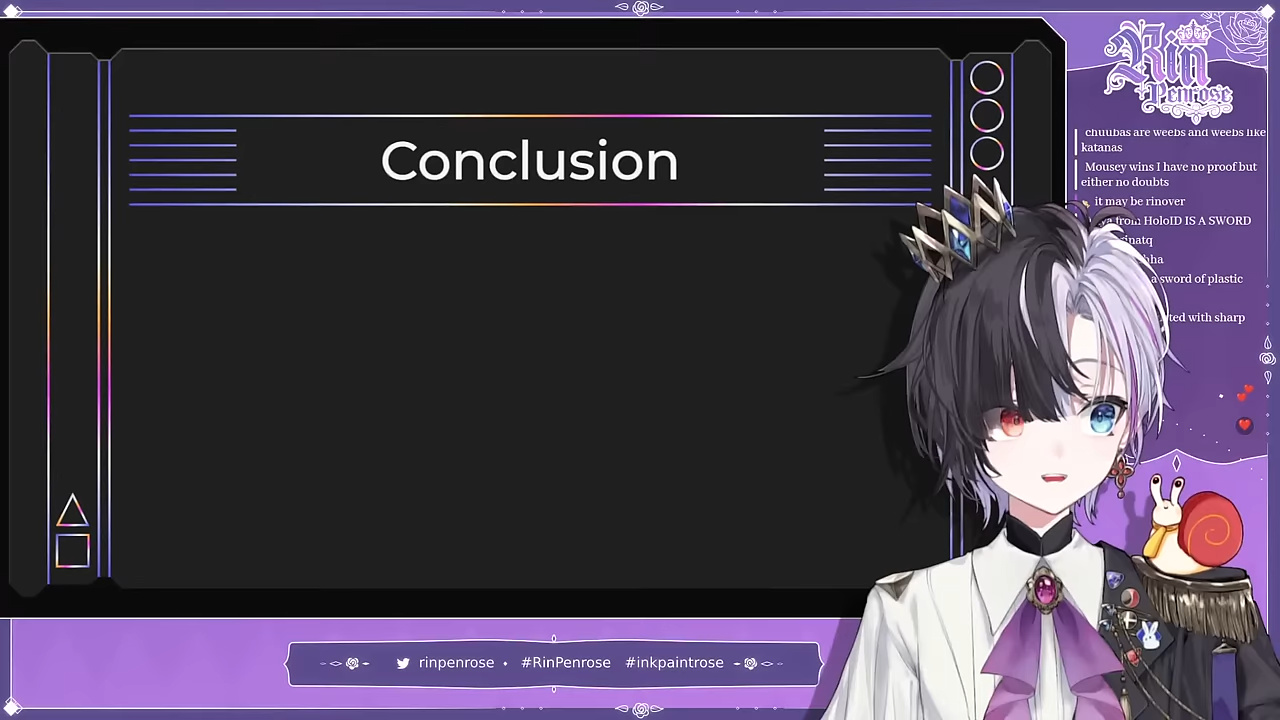 Conclusion
Rin
Penrose
chuubas are weebs and weebs like
katanas
Mousey wins I have no proof but
either no doubts
it may be rinover
from HoloID IS A SWORD
a sword of plastic
with sharp
rinpenrose • #RinPenrose #inkpaintrose